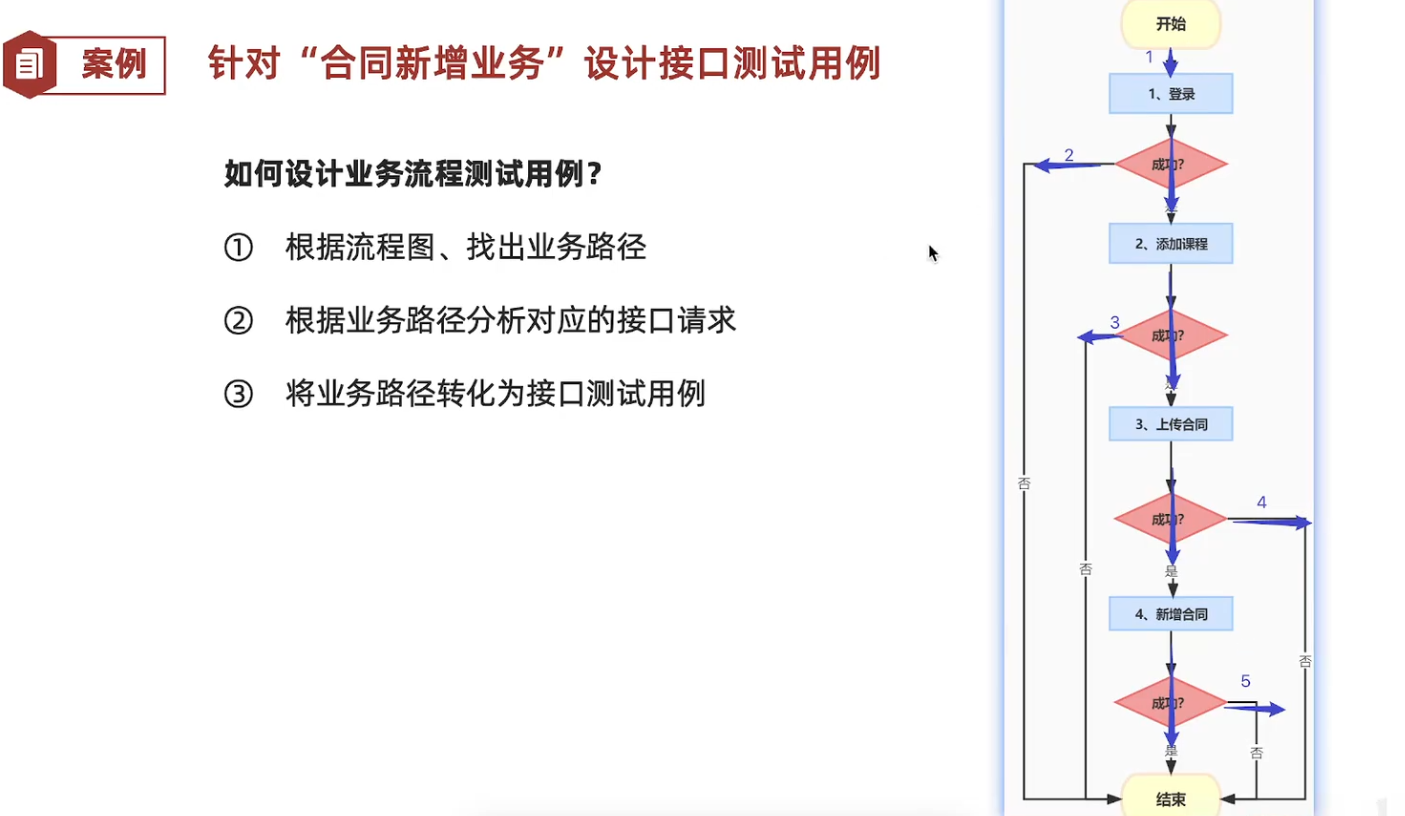 案例
针对“合同新增业务”设计接口测试用例
如何设计业务流程测试用例?
① 根据流程图、找出业务路径
② 根据业务路径分析对应的接口请求
③ 将业务路径转化为接口测试用例
开始
1
1、登录
2
成功?
是
2、添加课程
3
成功?
是
3、上传合同
否
4
成功?
否
是
4、新增合同
否
5
成功?
是
否
结束